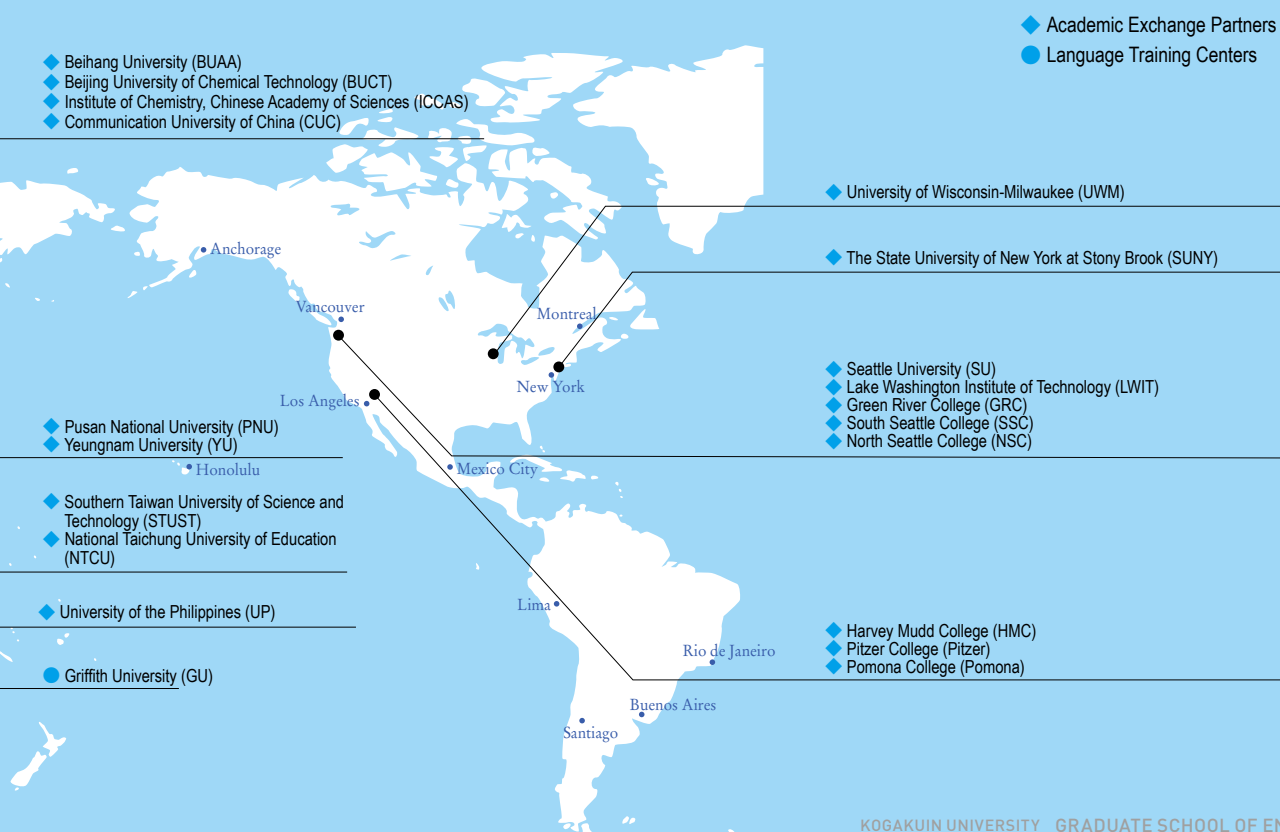 Academic Exchange Partners
Language Training Centers
Beihang University (BUAA)
Beijing University of Chemical Technology (BUCT)
Institute of Chemistry, Chinese Academy of Sciences (ICCAS)
Communication University of China (CUC)
University of Wisconsin-Milwaukee (UWM)
Anchorage
The State University of New York at Stony Brook (SUNY)
Vancouver
Montreal
New York
Los Angeles
Seattle University (SU)
Lake Washington Institute of Technology (LWIT)
Green River College (GRC)
South Seattle College (SSC)
North Seattle College (NSC)
Pusan National University (PNU)
Yeungnam University (YU)
Honolulu
Mexico City
Southern Taiwan University of Science and
Technology (STUST)
National Taichung University of Education
(NTCU)
University of the Philippines (UP)
Lima
Harvey Mudd College (HMC)
Pitzer College (Pitzer)
Pomona College (Pomona)
Rio de Janeiro
Griffith University (GU)
Buenos Aires
Santiago
KOGAKUIN UNIVERSITY GRADUATE SCHOOL OF